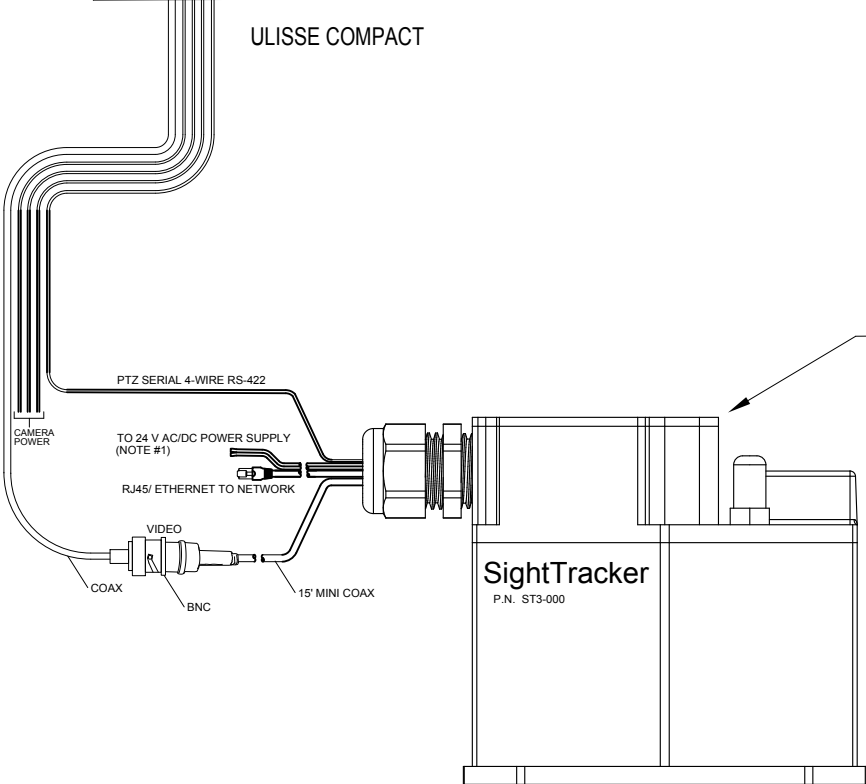 ULISSE COMPACT
PTZ SERIAL 4-WIRE RS-422
CAMERA
POWER
TO 24 V AC/DC POWER SUPPLY
(NOTE #1)
RJ45/ ETHERNET TO NETWORK
VIDEO
COAX
BNC
15' MINI COAX
SightTracker
P.N. ST3-000